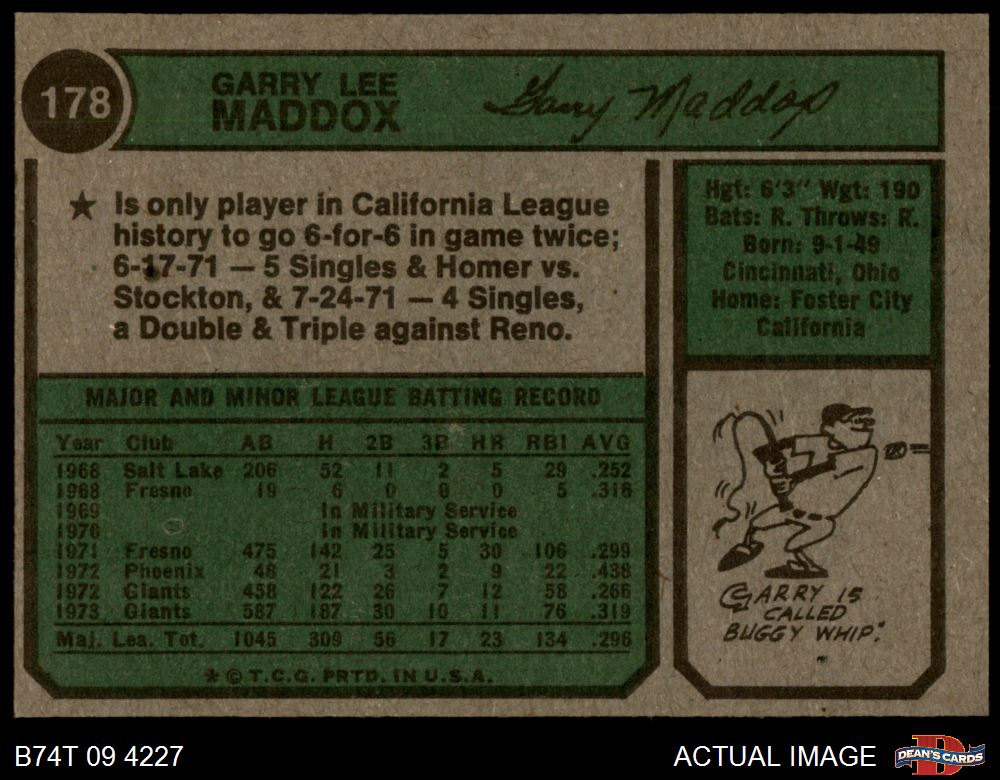 178
GARRY LEE
MADDOX
Garry Maddox
★ Is only player in California League
history to go 6-for-6 in game twice;
6-17-71 — 5 Singles & Homer vs.
Stockton, & 7-24-71 — 4 Singles,
a Double & Triple against Reno.
Hgt: 6'3" Wgt: 190
Bats: R. Throws: R.
Born: 9-1-49
Cincinnati, Ohio
Home: Foster City
California
MAJOR AND MINOR LEAGUE BATTING RECORD
Year Club AB H 2B 3B HR RBI AVG
1968 Salt Lake 206 52 11 2 5 29 .252
1968 Fresno 19 6 0 0 0 5 .316
1969 In Military Service
1970 In Military Service
1971 Fresno 475 142 25 5 30 106 .299
1972 Phoenix 48 21 3 2 9 22 .438
1972 Giants 458 122 26 7 12 58 .266
1973 Giants 587 187 30 10 11 76 .319
Maj. Lea. Tot. 1045 309 56 17 23 134 .296
* © T.C.G. PRTD. IN U.S.A.
GARRY IS
CALLED
BUGGY WHIP.
B74T 09 4227
ACTUAL IMAGE
D
DEAN'S CARDS